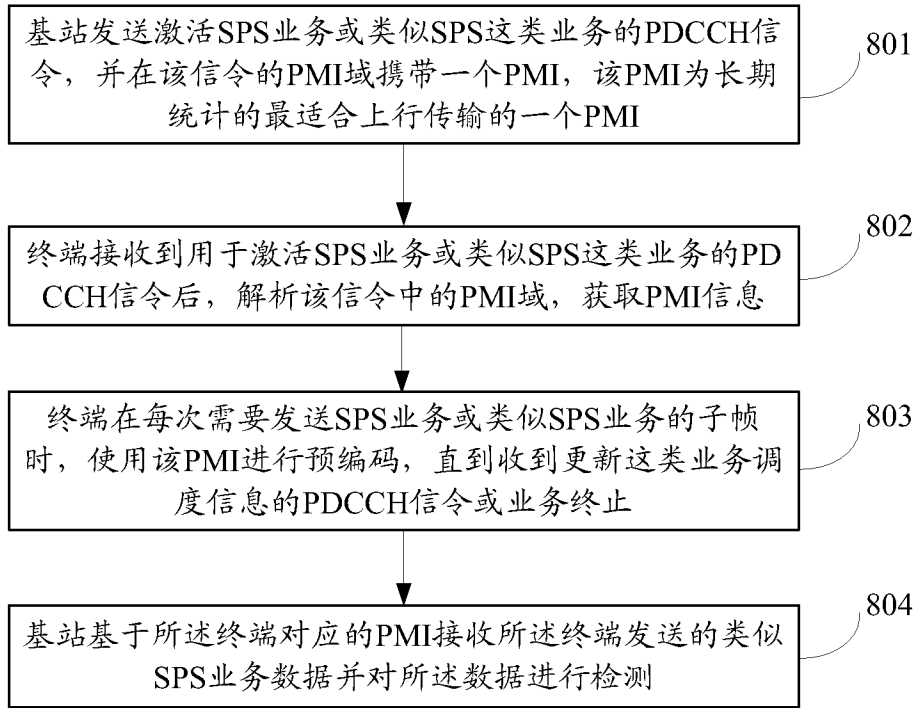 基站发送激活SPS业务或类似SPS这类业务的PDCCH信
令，并在该信令的PMI域携带一个PMI，该PMI为长期
统计的最适合上行传输的一个PMI
801
终端接收到用于激活SPS业务或类似SPS这类业务的PD
CCH信令后，解析该信令中的PMI域，获取PMI信息
802
终端在每次需要发送SPS业务或类似SPS业务的子帧
时，使用该PMI进行预编码，直到收到更新这类业务调
度信息的PDCCH信令或业务终止
803
基站基于所述终端对应的PMI接收所述终端发送的类似
SPS业务数据并对所述数据进行检测
804